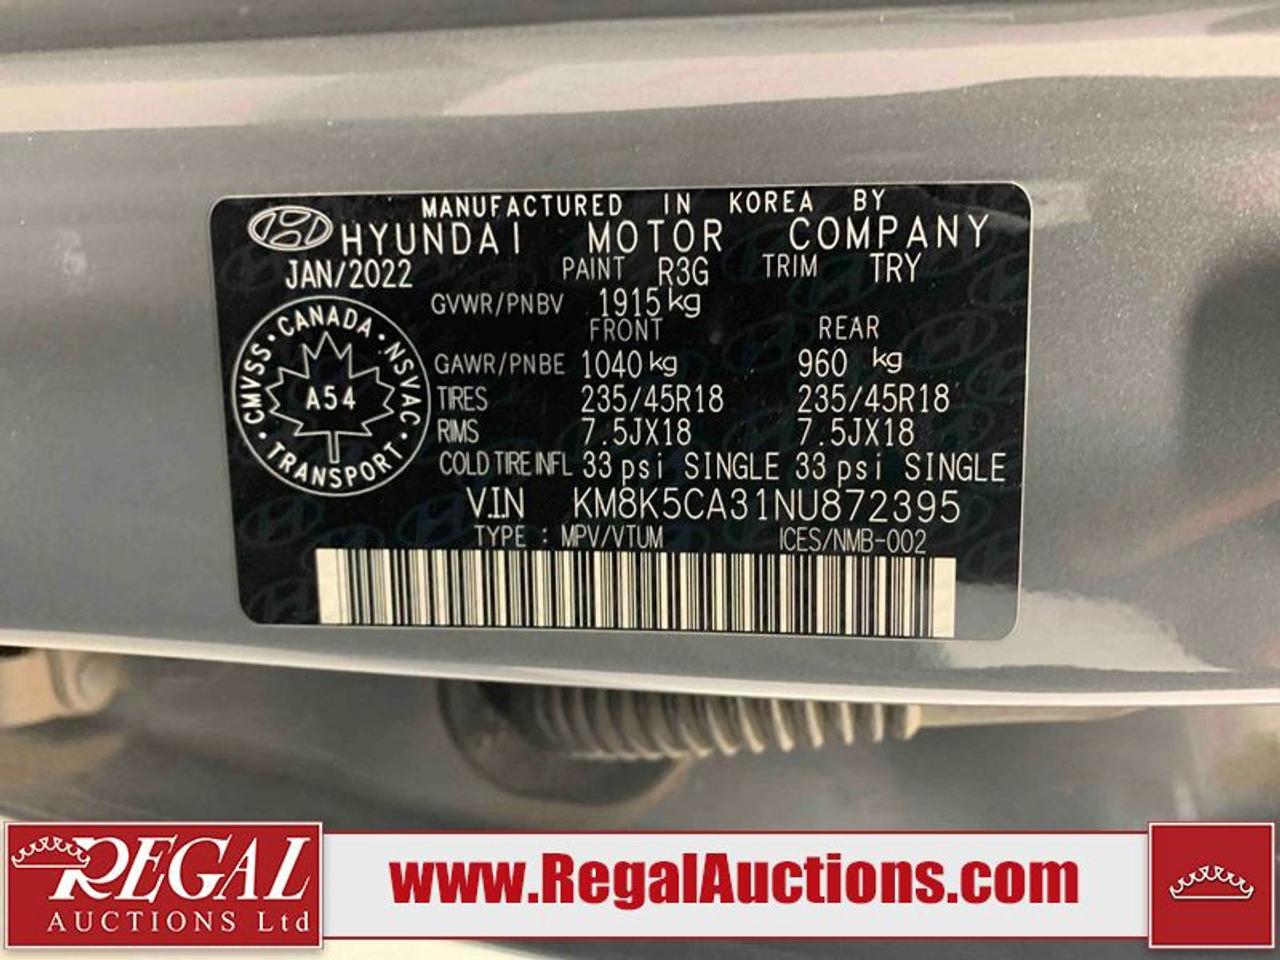 MANUFACTURED IN KOREA BY
HYUNDAI MOTOR COMPANY
JAN/2022 PAINT R3G TRIM TRY
GVWR/PNBV 1915 kg
FRONT REAR
GAWR/PNBE 1040 kg 960 kg
TIRES 235/45R18 235/45R18
RIMS 7.5JX18 7.5JX18
COLD TIRE INFL 33 psi SINGLE 33 psi SINGLE
VIN KM8K5CA31NU872395
TYPE : MPV/VTUM ICES/NMB-002
CANADA • NSVAC • TRANSPORT • CMVSS •
A54
REGAL
AUCTIONS Ltd
www.RegalAuctions.com